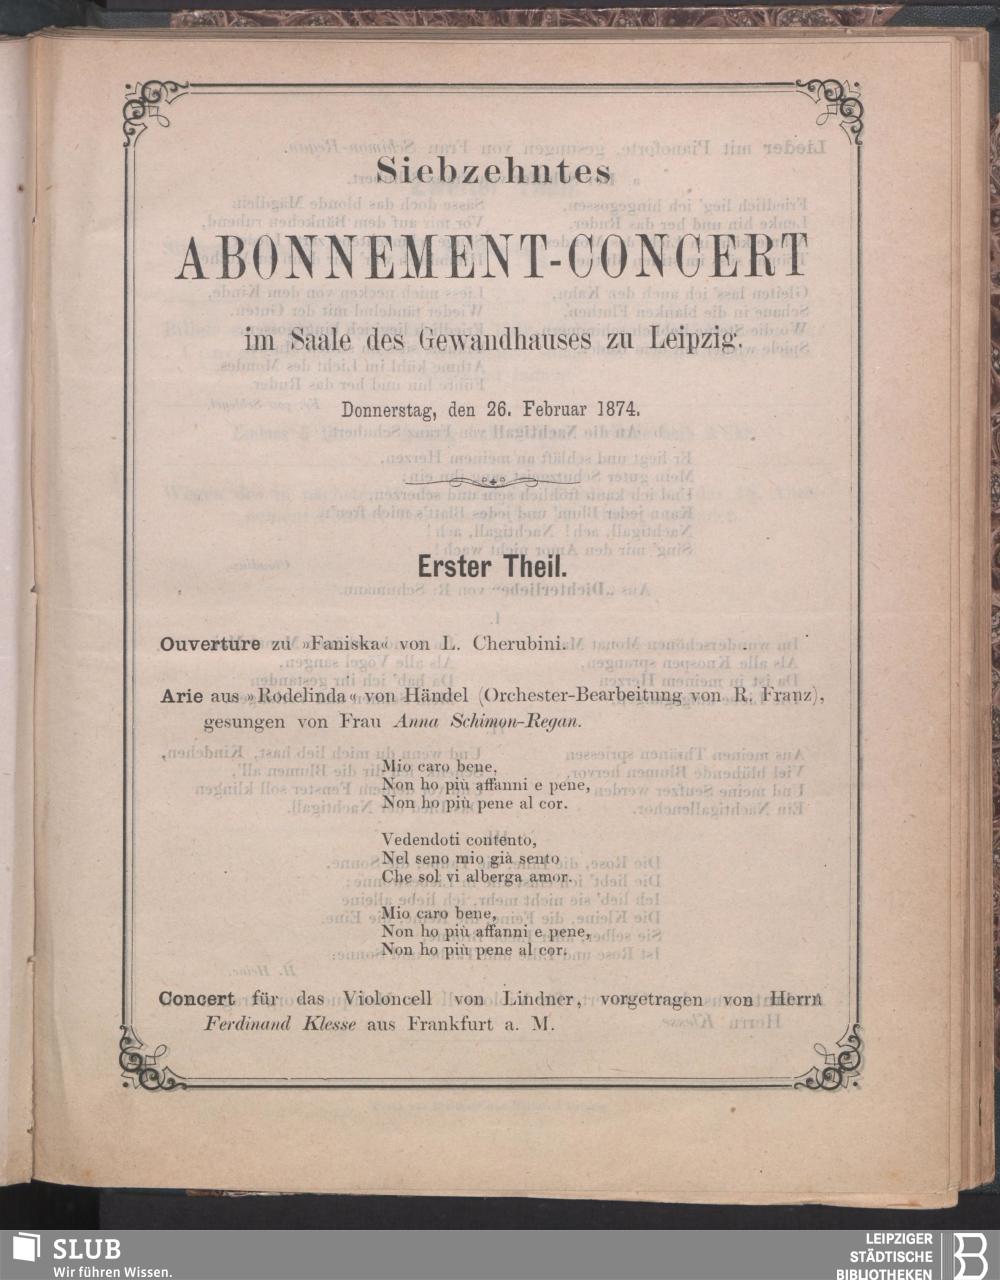 Siebzehntes
ABONNEMENT-CONCERT
im Saale des Gewandhauses zu Leipzig.
Donnerstag, den 26. Februar 1874.
Erster Theil.
Ouverture zu »Faniska« von L. Cherubini.
Arie aus »Rodelinda« von Händel (Orchester-Bearbeitung von R. Franz),
gesungen von Frau Anna Schimon-Regan.
Mio caro bene,
Non ho più affanni e pene,
Non ho più pene al cor.
Vedendoti contento,
Nel seno mio già sento
Che sol vi alberga amor.
Mio caro bene,
Non ho più affanni e pene,
Non ho più pene al cor.
Concert für das Violoncell von Lindner, vorgetragen von Herrn
Ferdinand Klesse aus Frankfurt a. M.
SLUB
Wir führen Wissen.
LEIPZIGER
STÄDTISCHE
BIBLIOTHEKEN